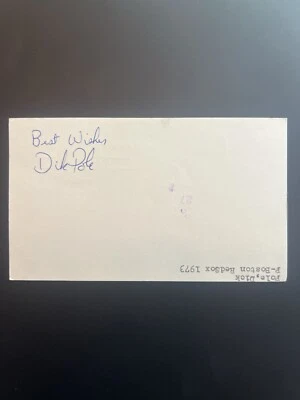 Best Wishes
Dick Pole
Pole,Dick
P-Boston RedSox 1973